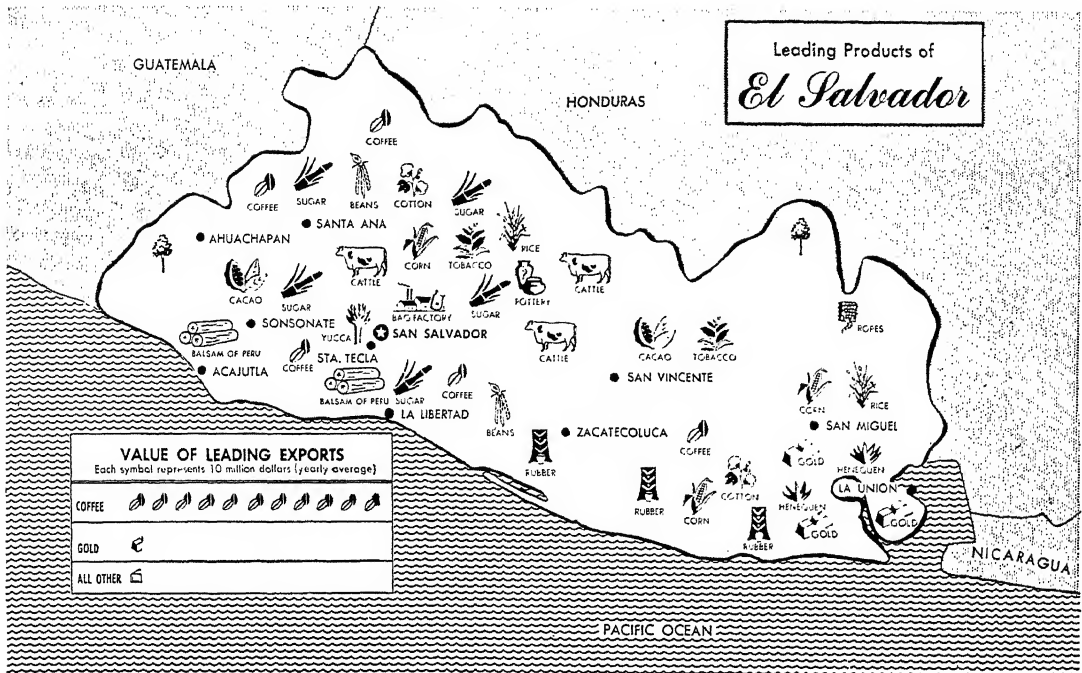 Leading Products of
El Salvador
GUATEMALA
HONDURAS
COFFEE
COFFEE
SUGAR
BEANS
COTTON
SUGAR
SANTA ANA
AHUACHAPAN
CORN
TOBACCO
RICE
CATTLE
CATTLE
CACAO
SUGAR
BAG FACTORY
SUGAR
POTTERY
ROPES
SONSONATE
YUCCA
SAN SALVADOR
BALSAM OF PERU
COFFEE
STA. TECLA
CATTLE
CACAO
TOBACCO
ACAJUTLA
SAN VINCENTE
BALSAM OF PERU
SUGAR
COFFEE
CORN
RICE
LA LIBERTAD
BEANS
ZACATECOLUCA
SAN MIGUEL
COFFEE
RUBBER
GOLD
HENEQUEN
LA UNION
RUBBER
CORN
COTTON
HENEQUEN
RUBBER
GOLD
GOLD
VALUE OF LEADING EXPORTS
Each symbol represents 10 million dollars (yearly average)
COFFEE
GOLD
ALL OTHER
NICARAGUA
PACIFIC OCEAN